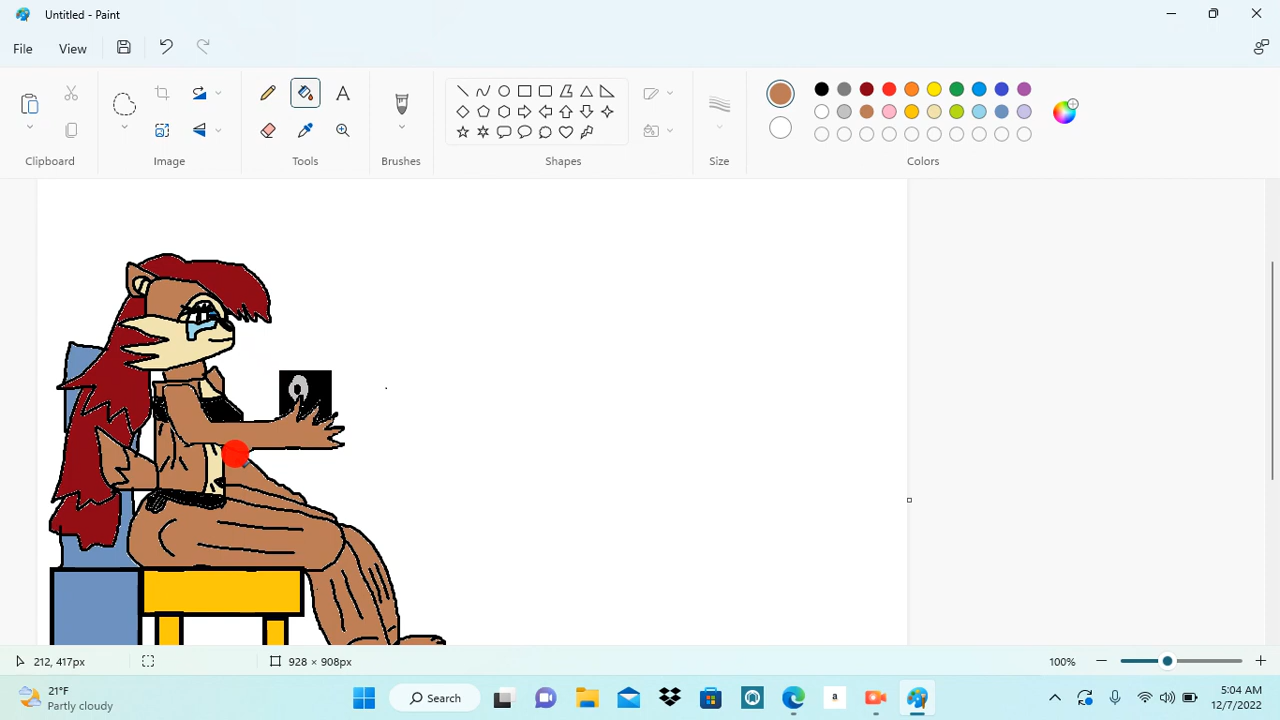 Untitled - Paint
File View
A
Clipboard Image Tools Brushes Shapes Size Colors
212, 417px 928 × 908px 100%
21°F
Partly cloudy
Search
a
5:04 AM
12/7/2022